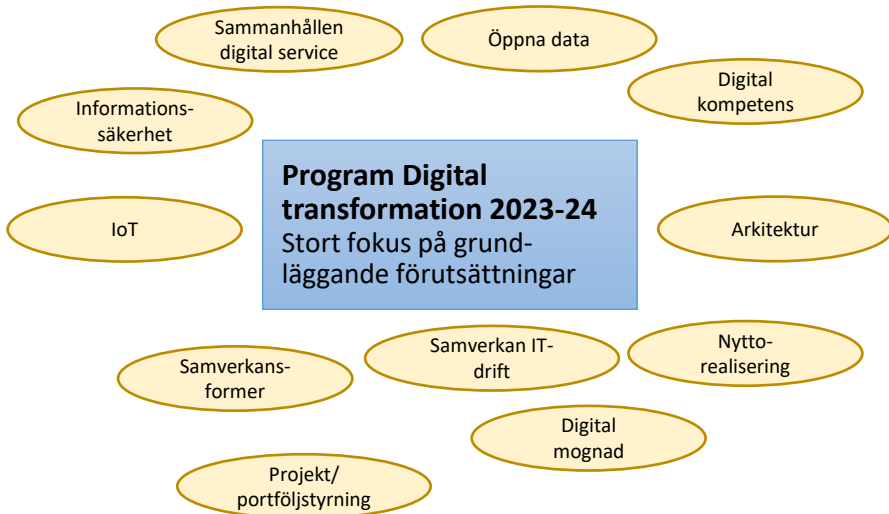 Sammanhållen
digital service
Öppna data
Digital
kompetens
Informations-
säkerhet
Program Digital
transformation 2023-24
Stort fokus på grund-
läggande förutsättningar
IoT
Arkitektur
Samverkan IT-
drift
Nytto-
realisering
Samverkans-
former
Digital
mognad
Projekt/
portföljstyrning